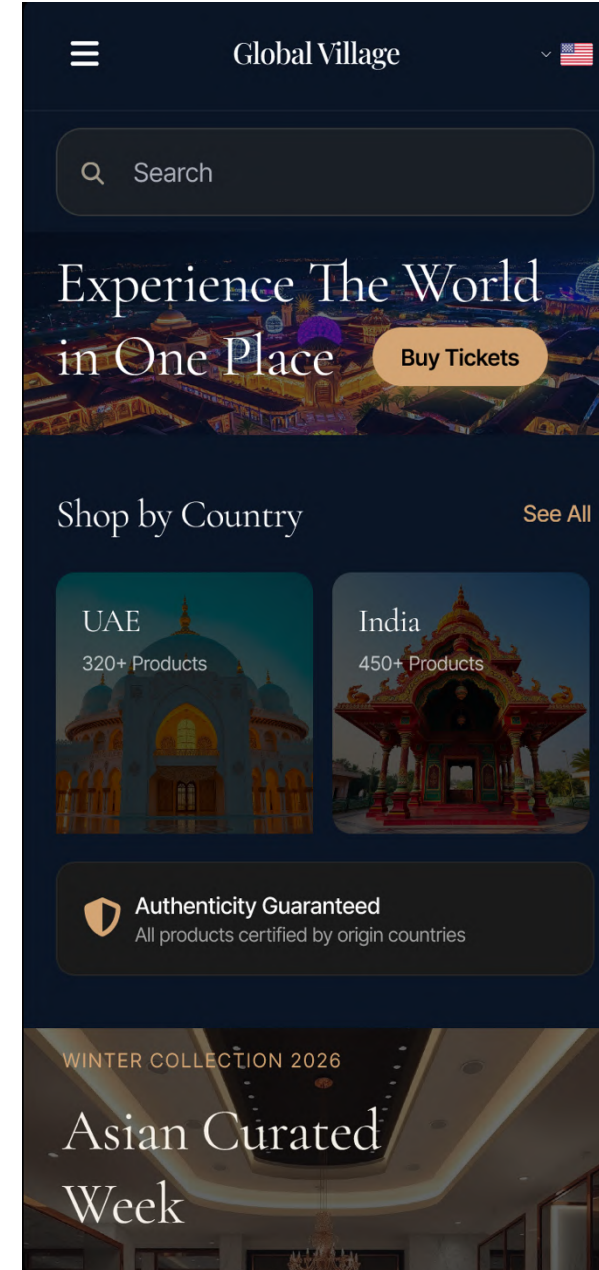 Global Village
Search
Experience The World
in One Place
Buy Tickets
Shop by Country
See All
UAE
320+ Products
India
450+ Products
Authenticity Guaranteed
All products certified by origin countries
WINTER COLLECTION 2026
Asian Curated
Week